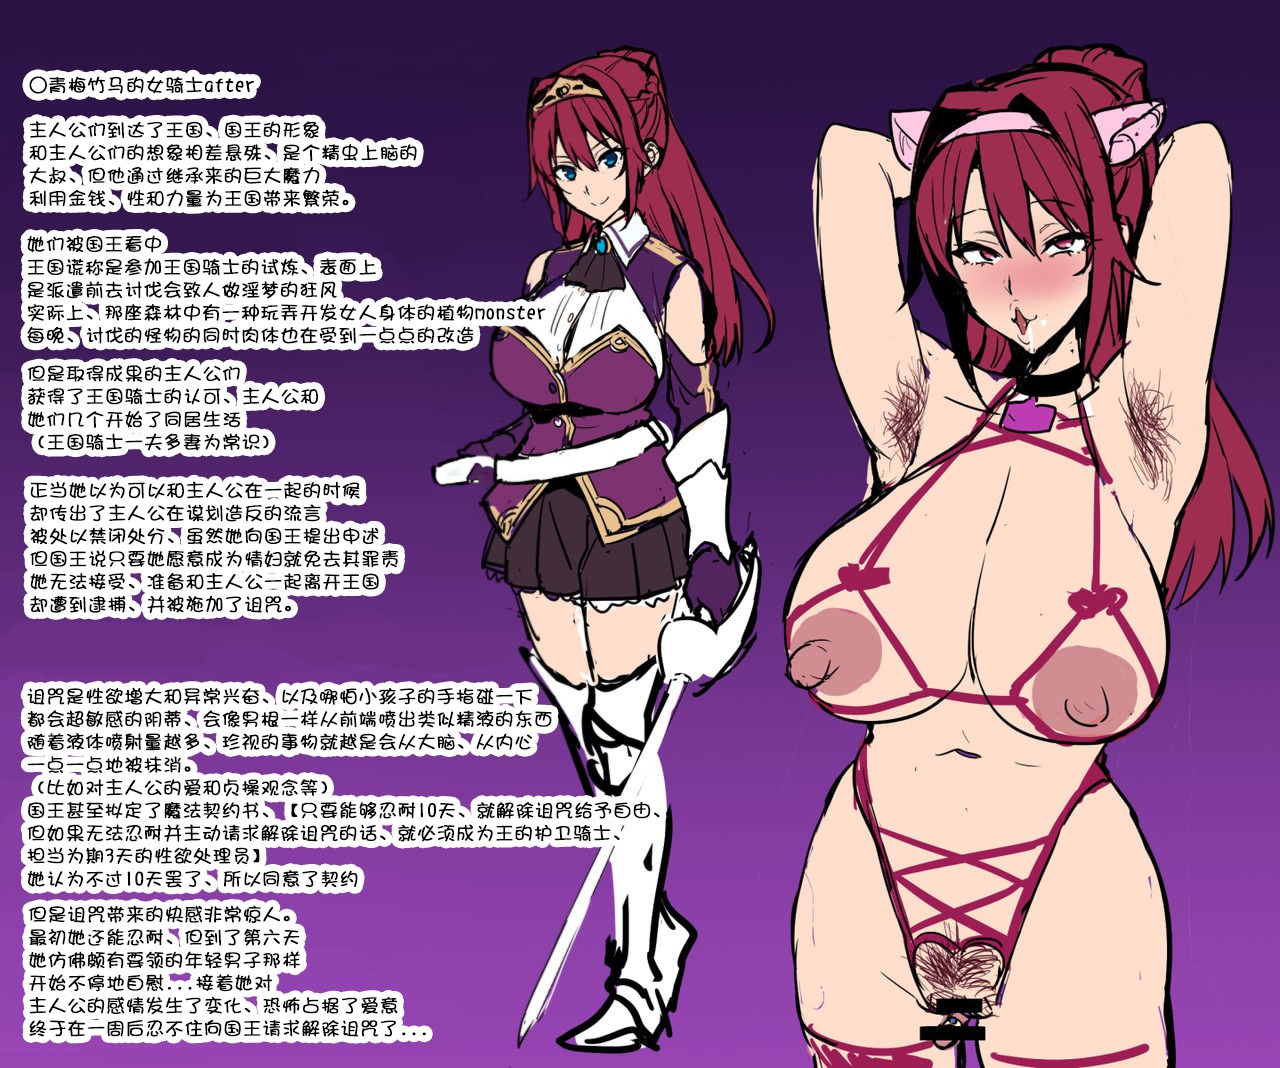 〇青梅竹马的女骑士after
主人公们到达了王国、国王的形象
和主人公们的想象相差悬殊、是个精虫上脑的
大叔、但他通过继承来的巨大魔力
利用金钱、性和力量为王国带来繁荣。
她们被国王看中
王国谎称是参加王国骑士的试炼、表面上
是派遣前去讨伐会致人做淫梦的狂风
实际上、那座森林中有一种玩弄开发女人身体的植物monster
每晚、讨伐的怪物的同时肉体也在受到一点点的改造
但是取得成果的主人公们
获得了王国骑士的认可、主人公和
她们几个开始了同居生活
（王国骑士一夫多妻为常识）
正当她以为可以和主人公在一起的时候
却传出了主人公在谋划造反的流言
被处以禁闭处分、虽然她向国王提出申述
但国王说只要她愿意成为情妇就免去其罪责
她无法接受、准备和主人公一起离开王国
却遭到逮捕、并被施加了诅咒。
诅咒是性欲增大和异常兴奋、以及哪怕小孩子的手指碰一下
都会超敏感的阴蒂、会像男根一样从前端喷出类似精液的东西
随着液体喷射量越多、珍视的事物就越是会从大脑、从内心
一点一点地被抹消。
（比如对主人公的爱和贞操观念等）
国王甚至拟定了魔法契约书、【只要能够忍耐10天、就解除诅咒给予自由、
但如果无法忍耐并主动请求解除诅咒的话、就必须成为王的护卫骑士、
担当为期3天的性欲处理员】
她认为不过10天罢了、所以同意了契约
但是诅咒带来的快感非常惊人。
最初她还能忍耐、但到了第六天
她仿佛颇有要领的年轻男子那样
开始不停地自慰...接着她对
主人公的感情发生了变化、恐怖占据了爱意
终于在一周后忍不住向国王请求解除诅咒了...